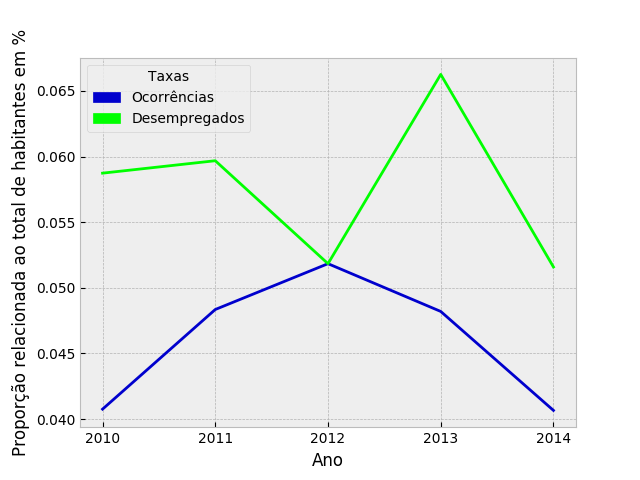 Proporção relacionada ao total de habitantes em %
Taxas
Ocorrências
Desempregados
0.065
0.060
0.055
0.050
0.045
0.040
2010 2011 2012 2013 2014
Ano